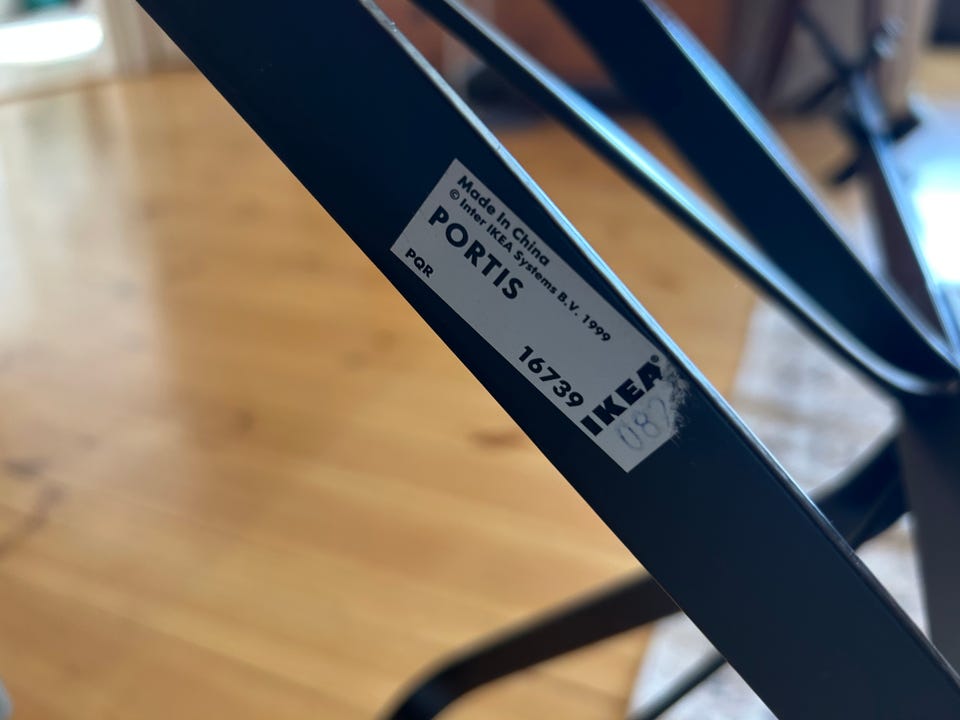 Made In China
© Inter IKEA Systems B.V. 1999
PORTIS
PQR
16739
IKEA®